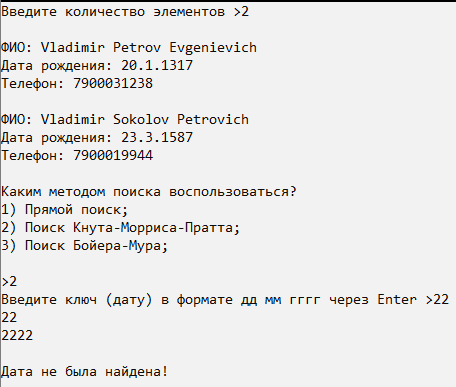 Введите количество элементов >2
ФИО: Vladimir Petrov Evgenievich
Дата рождения: 20.1.1317
Телефон: 7900031238
ФИО: Vladimir Sokolov Petrovich
Дата рождения: 23.3.1587
Телефон: 7900019944
Каким методом поиска воспользоваться?
1) Прямой поиск;
2) Поиск Кнута-Морриса-Пратта;
3) Поиск Бойера-Мура;
>2
Введите ключ (дату) в формате дд мм гггг через Enter >22
22
2222
Дата не была найдена!